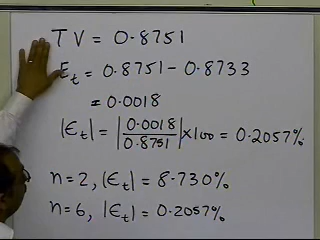 TV = 0.8751
Et = 0.8751 - 0.8733
= 0.0018
|Et| = |0.0018/0.8751| × 100 = 0.2057%
n=2, |Et| = 8.730%
n=6, |Et| = 0.2057%